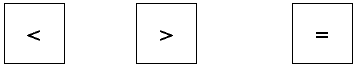 < > =